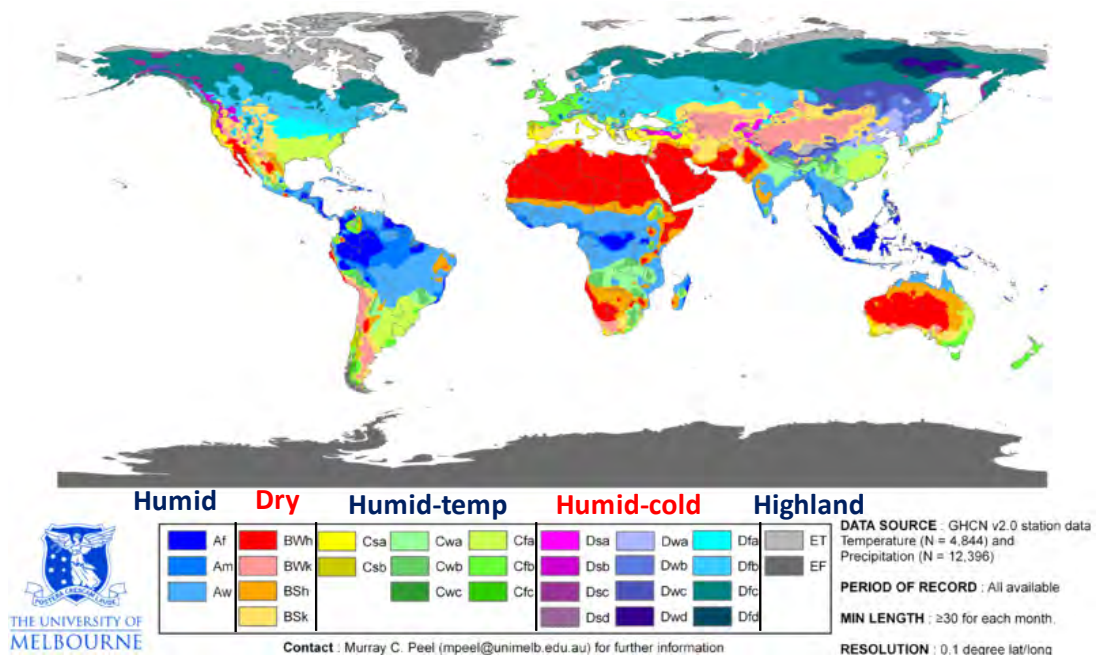 Humid Dry Humid-temp Humid-cold Highland
Af
Am
Aw
BWh
BWk
BSh
BSk
Csa
Csb
Cwa
Cwb
Cwc
Cfa
Cfb
Cfc
Dsa
Dsb
Dsc
Dsd
Dwa
Dwb
Dwc
Dwd
Dfa
Dfb
Dfc
Dfd
ET
EF
DATA SOURCE : GHCN v2.0 station data
Temperature (N = 4,844) and
Precipitation (N = 12,396)
PERIOD OF RECORD : All available
MIN LENGTH : ≥30 for each month.
RESOLUTION : 0.1 degree lat/long
POSTERA CRESCAM LAUDE
THE UNIVERSITY OF
MELBOURNE
Contact : Murray C. Peel (mpeel@unimelb.edu.au) for further information